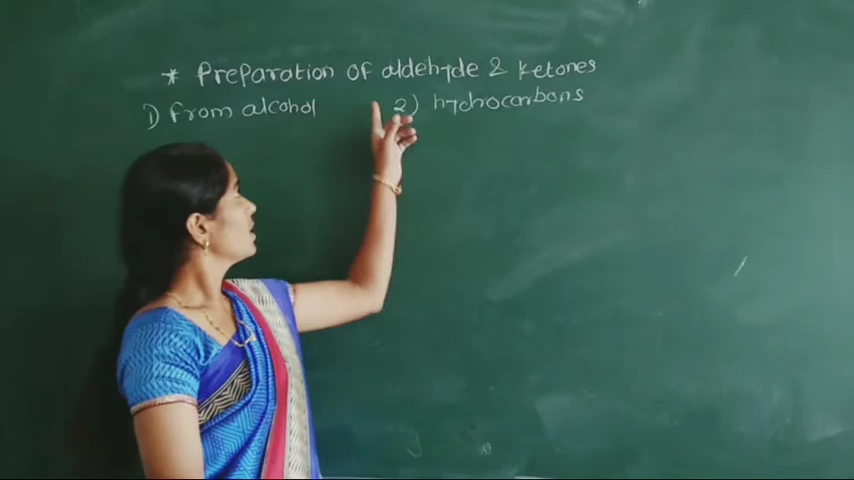 * Preparation of aldehyde & Ketones
1) From alcohol 2) hydrocarbons